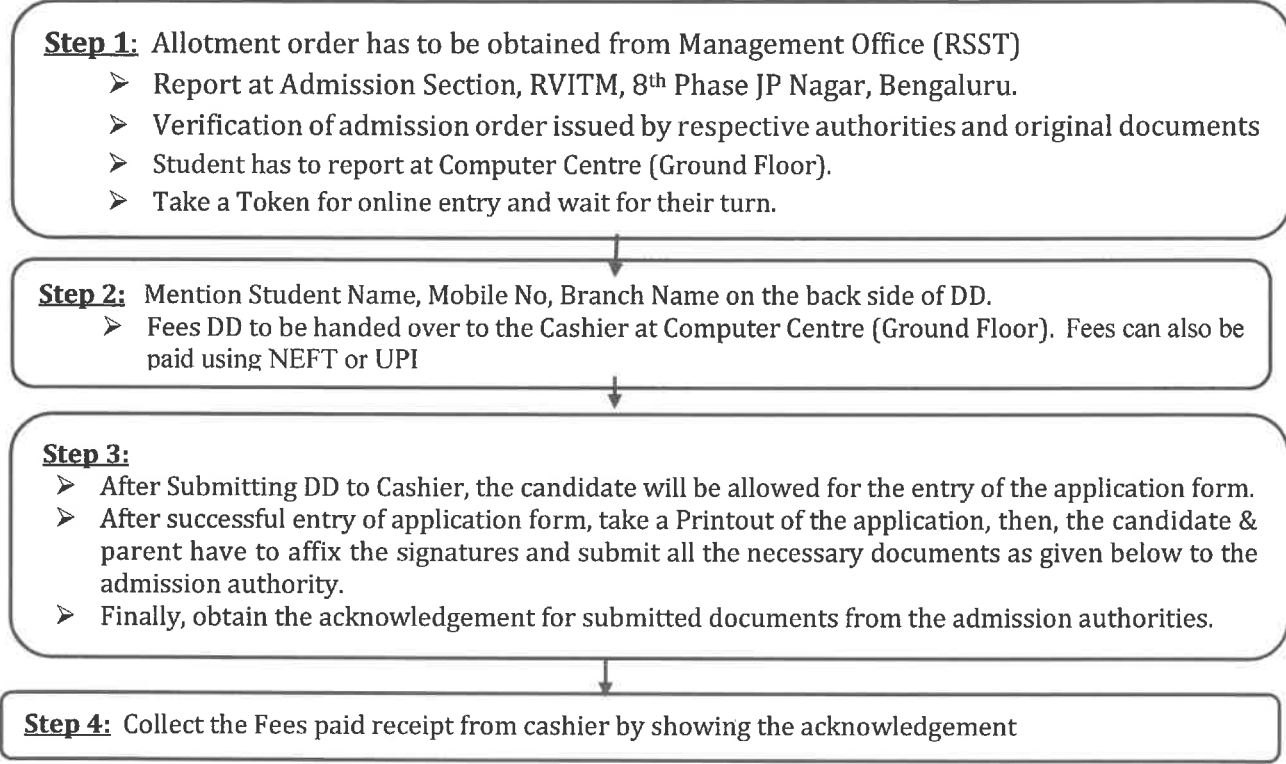 Step 1: Allotment order has to be obtained from Management Office (RSST)
➢ Report at Admission Section, RVITM, 8th Phase JP Nagar, Bengaluru.
➢ Verification of admission order issued by respective authorities and original documents
➢ Student has to report at Computer Centre (Ground Floor).
➢ Take a Token for online entry and wait for their turn.
Step 2: Mention Student Name, Mobile No, Branch Name on the back side of DD.
➢ Fees DD to be handed over to the Cashier at Computer Centre (Ground Floor). Fees can also be
paid using NEFT or UPI
Step 3:
➢ After Submitting DD to Cashier, the candidate will be allowed for the entry of the application form.
➢ After successful entry of application form, take a Printout of the application, then, the candidate &
parent have to affix the signatures and submit all the necessary documents as given below to the
admission authority.
➢ Finally, obtain the acknowledgement for submitted documents from the admission authorities.
Step 4: Collect the Fees paid receipt from cashier by showing the acknowledgement